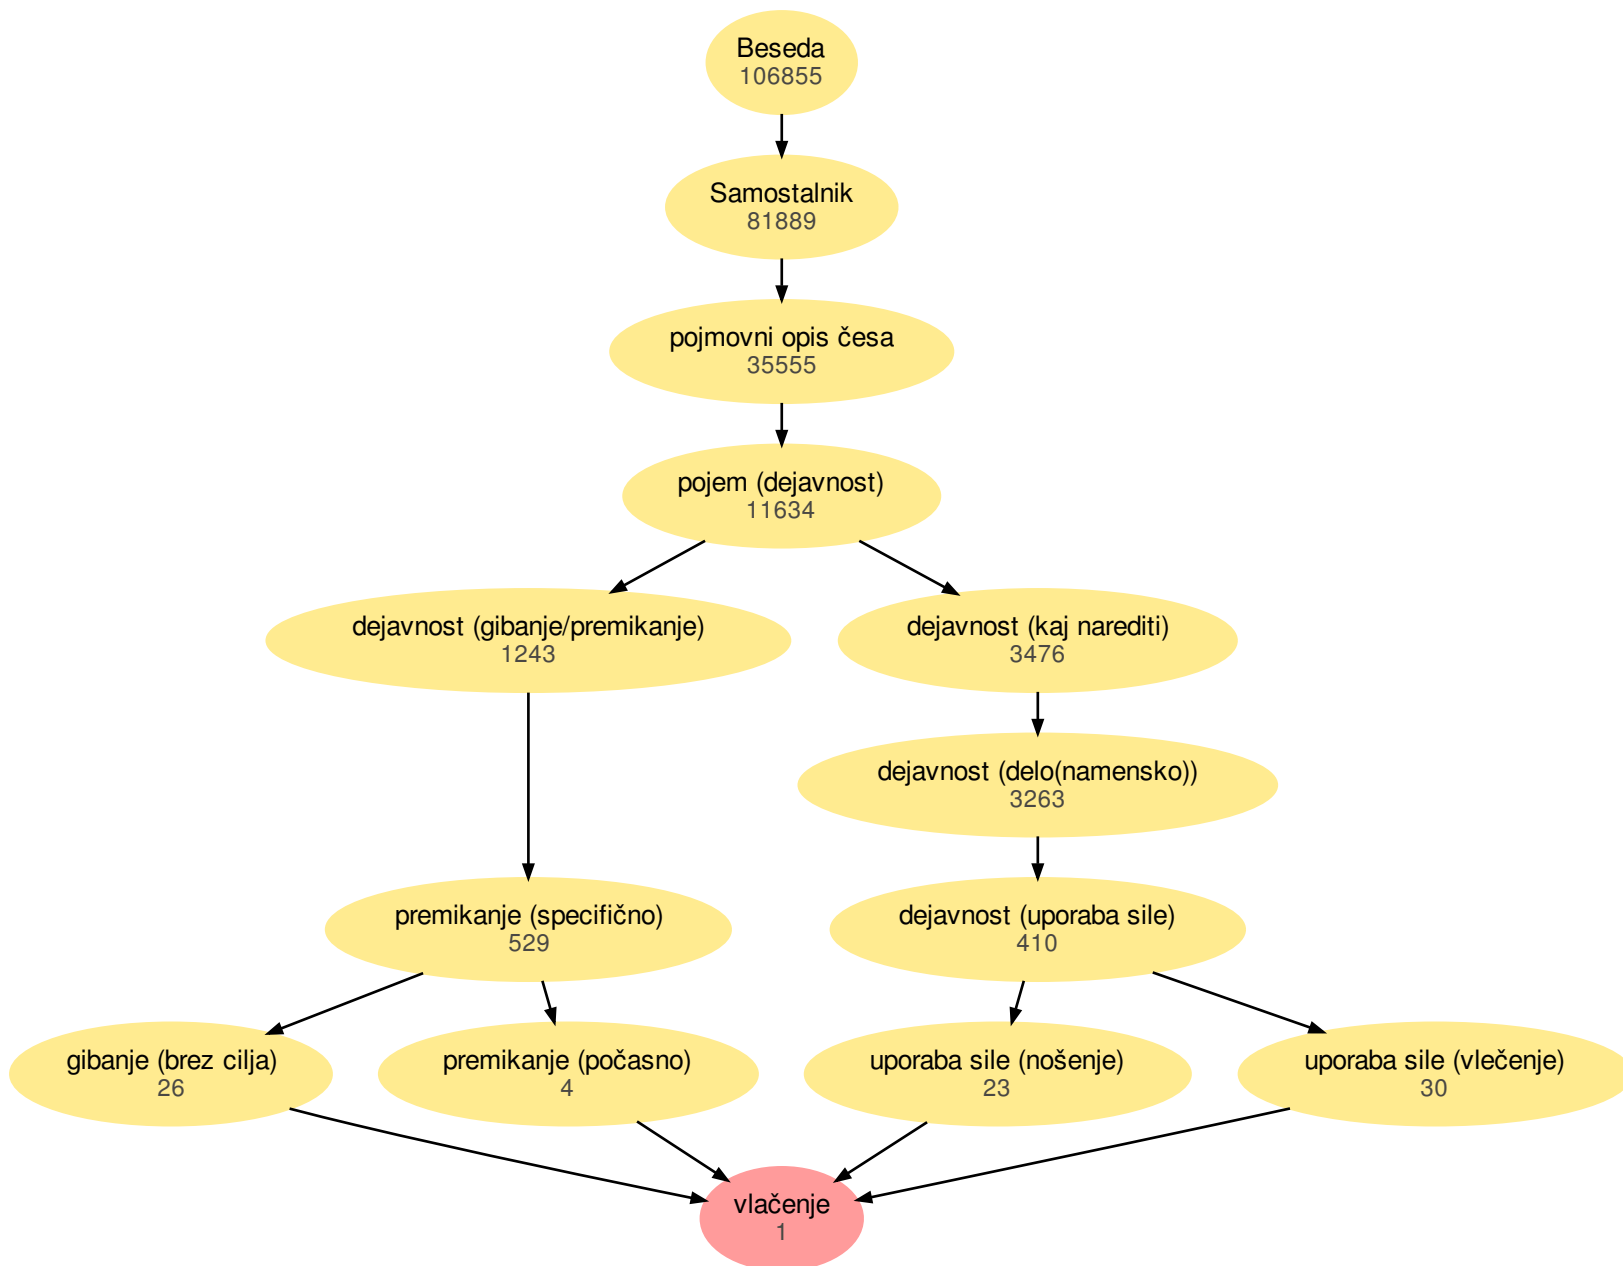 Beseda
106855
Samostalnik
81889
pojmovni opis česa
35555
pojem (dejavnost)
11634
dejavnost (gibanje/premikanje)
1243
dejavnost (kaj narediti)
3476
dejavnost (delo(namensko))
3263
premikanje (specifično)
529
dejavnost (uporaba sile)
410
gibanje (brez cilja)
26
premikanje (počasno)
4
uporaba sile (nošenje)
23
uporaba sile (vlečenje)
30
vlačenje
1